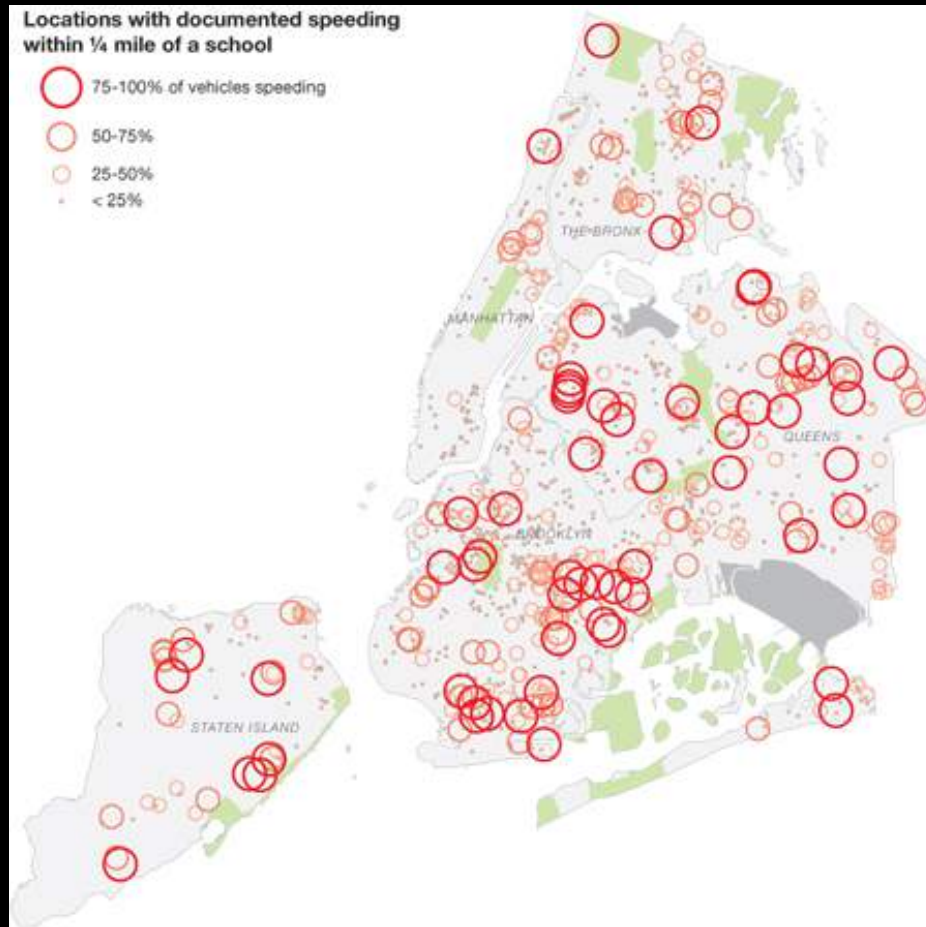 Locations with documented speeding
within ¼ mile of a school
75-100% of vehicles speeding
50-75%
25-50%
< 25%
THE BRONX
MANHATTAN
QUEENS
BROOKLYN
STATEN ISLAND